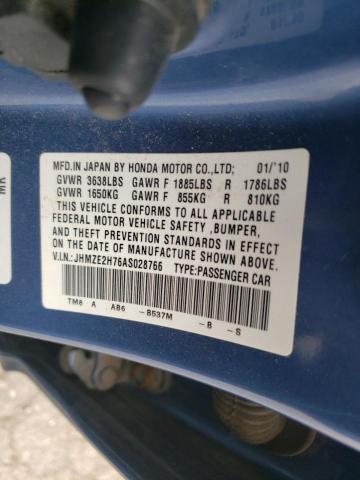 MFD.IN JAPAN BY HONDA MOTOR CO.,LTD; 01/'10
GVWR 3638LBS GAWR F 1885LBS R 1786LBS
GVWR 1650KG GAWR F 855KG R 810KG
THIS VEHICLE CONFORMS TO ALL APPLICABLE
FEDERAL MOTOR VEHICLE SAFETY ,BUMPER,
AND THEFT PREVENTION STANDARDS IN EFFECT
ON THE DATE OF MANUFACTURE SHOWN ABOVE.
V.I.N.:JHMZE2H76AS028766 TYPE:PASSENGER CAR
TM8 A AB6 -B537M -B -S